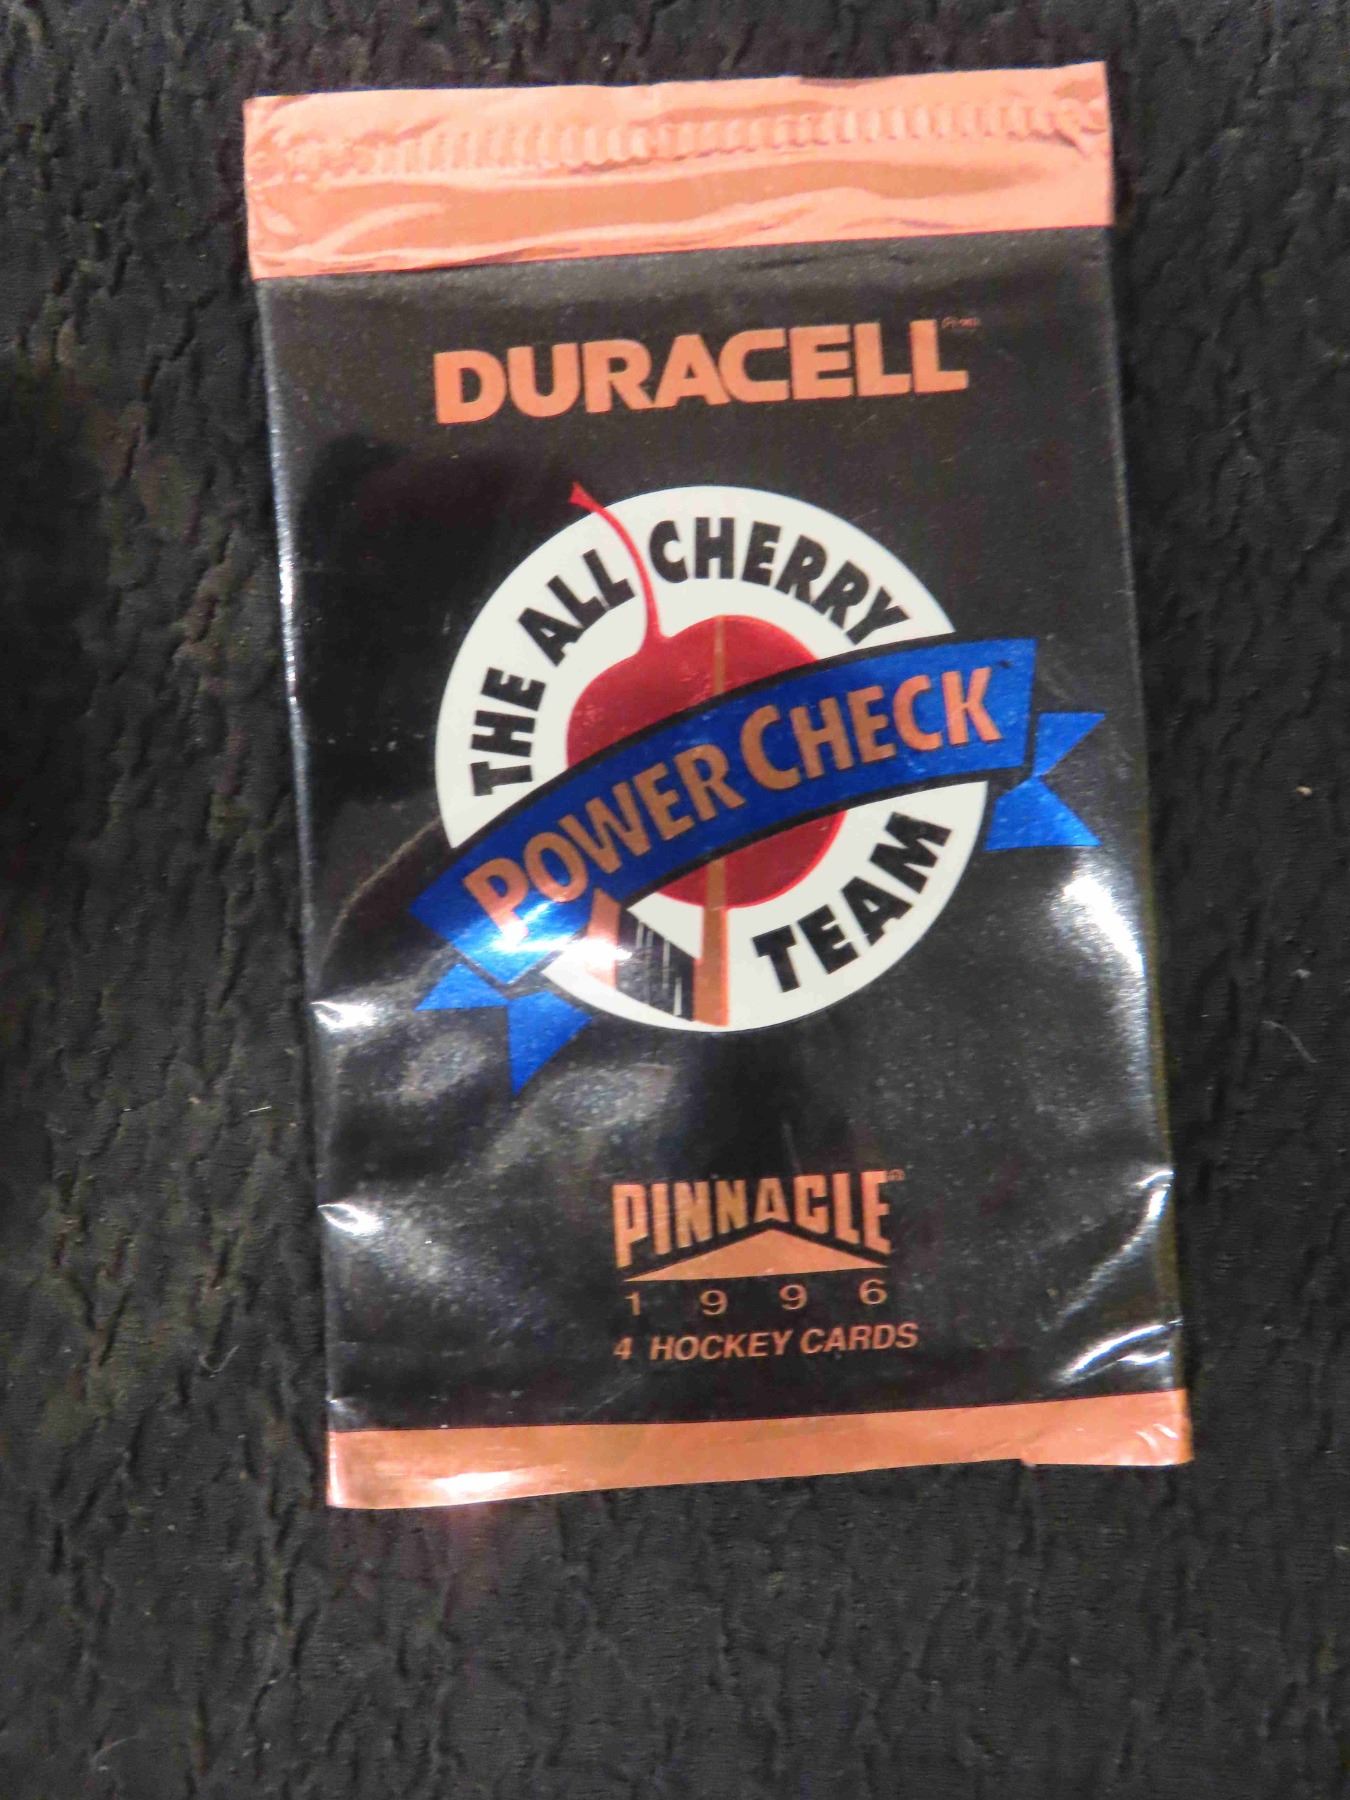 DURACELL
THE ALL CHERRY
POWER CHECK
TEAM
PINNACLE
1996
4 HOCKEY CARDS